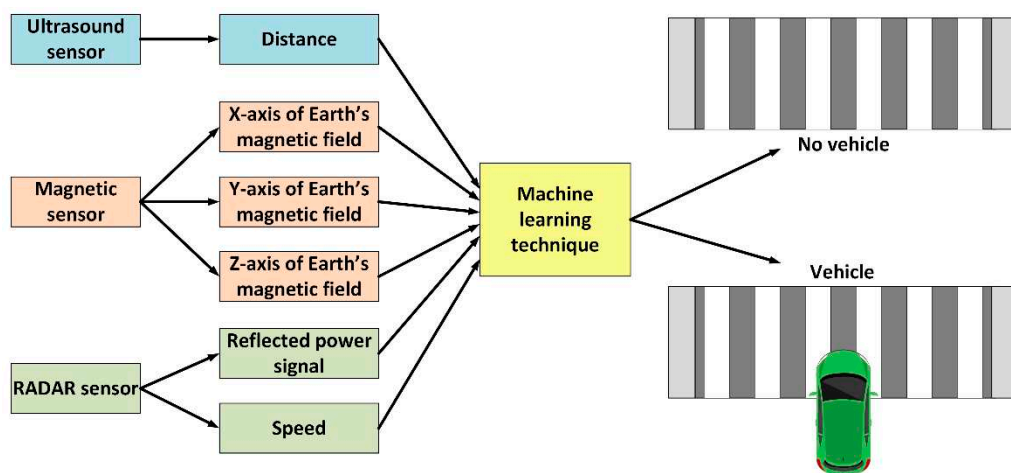 Ultrasound
sensor
Distance
X-axis of Earth's
magnetic field
Magnetic
sensor
Y-axis of Earth's
magnetic field
Z-axis of Earth's
magnetic field
RADAR sensor
Reflected power
signal
Speed
Machine
learning
technique
No vehicle
Vehicle